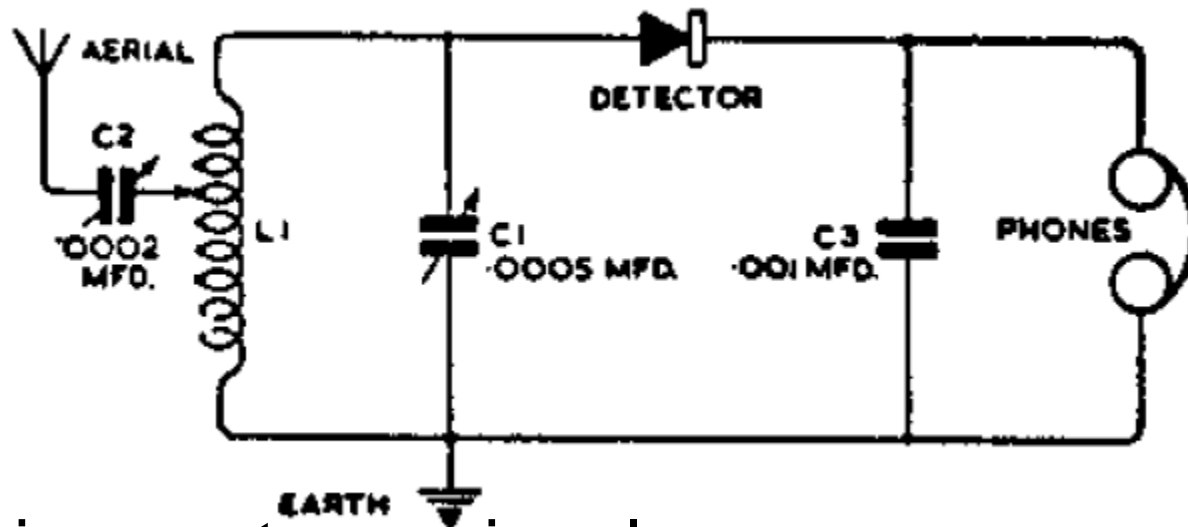 AERIAL
C2
·0002
MFD.
L1
C1
·0005 MFD.
DETECTOR
C3
·001 MFD.
PHONES
EARTH